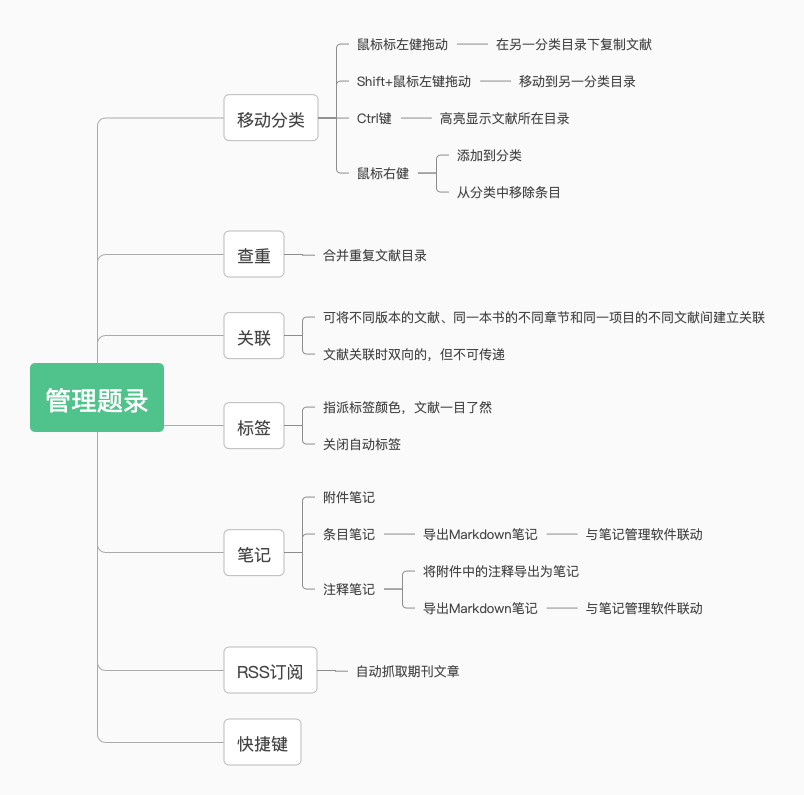 管理题录
移动分类
鼠标标左健拖动
在另一分类目录下复制文献
Shift+鼠标左键拖动
移动到另一分类目录
Ctrl键
高亮显示文献所在目录
鼠标右健
添加到分类
从分类中移除条目
查重
合并重复文献目录
关联
可将不同版本的文献、同一本书的不同章节和同一项目的不同文献间建立关联
文献关联时双向的，但不可传递
标签
指派标签颜色，文献一目了然
关闭自动标签
笔记
附件笔记
条目笔记
导出Markdown笔记
与笔记管理软件联动
注释笔记
将附件中的注释导出为笔记
导出Markdown笔记
与笔记管理软件联动
RSS订阅
自动抓取期刊文章
快捷键